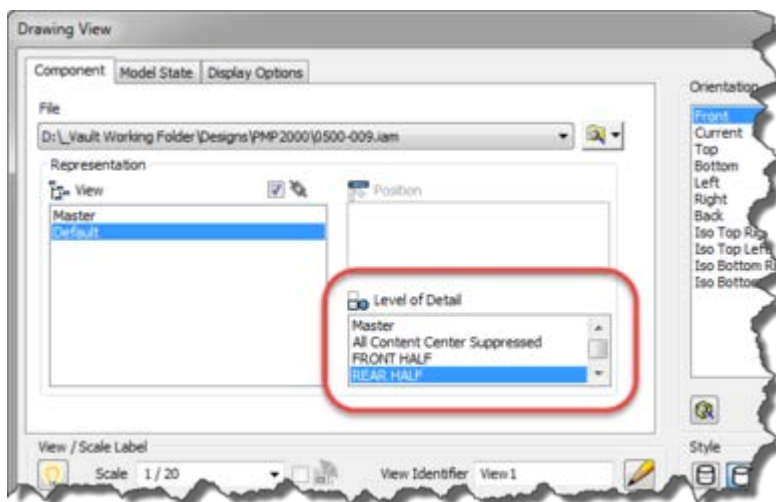 Drawing View
Component Model State Display Options
File
D:\_Vault Working Folder\Designs\PMP2000\0500-009.iam
Representation
View
Master
Default
Position
Level of Detail
Master
All Content Center Suppressed
FRONT HALF
REAR HALF
View / Scale Label
Scale 1 / 20
View Identifier View1
Orientation
Front
Current
Top
Bottom
Left
Right
Back
Iso Top
Iso Top Left
Iso Bottom
Iso Bottom
Style